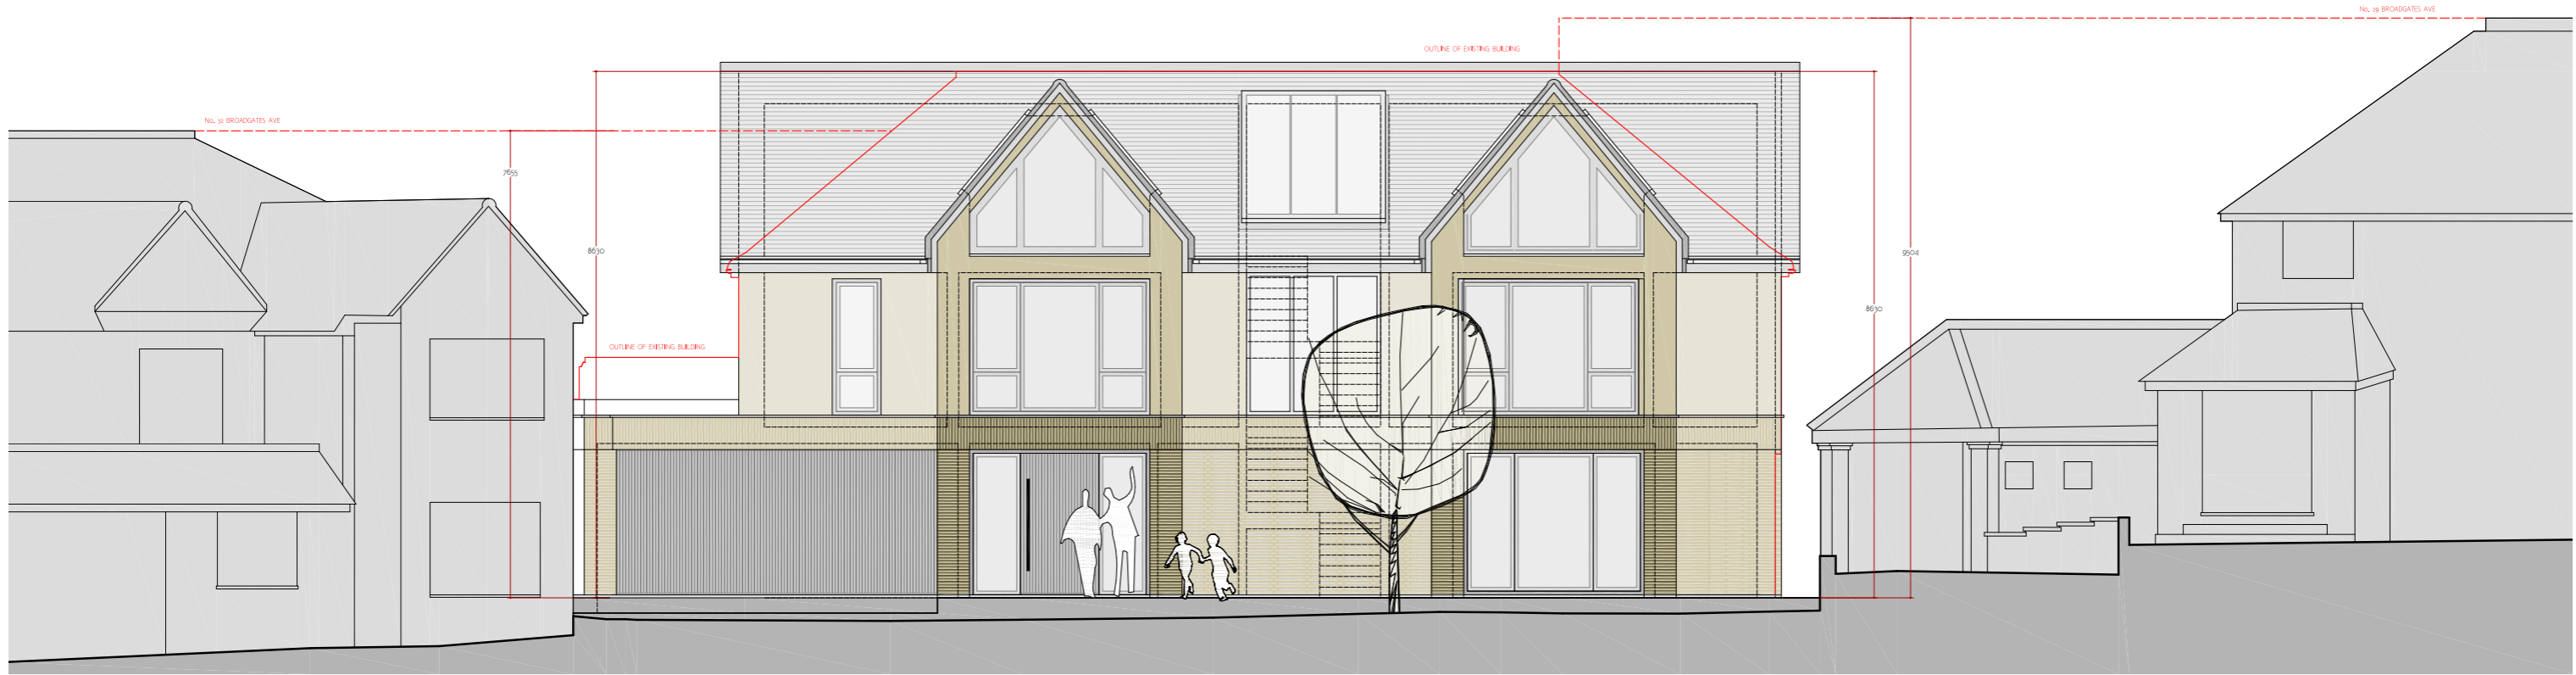 No. 29 BROADGATES AVE
OUTLINE OF EXISTING BUILDING
No. 32 BROADGATES AVE
7655
8630
9504
8630
OUTLINE OF EXISTING BUILDING